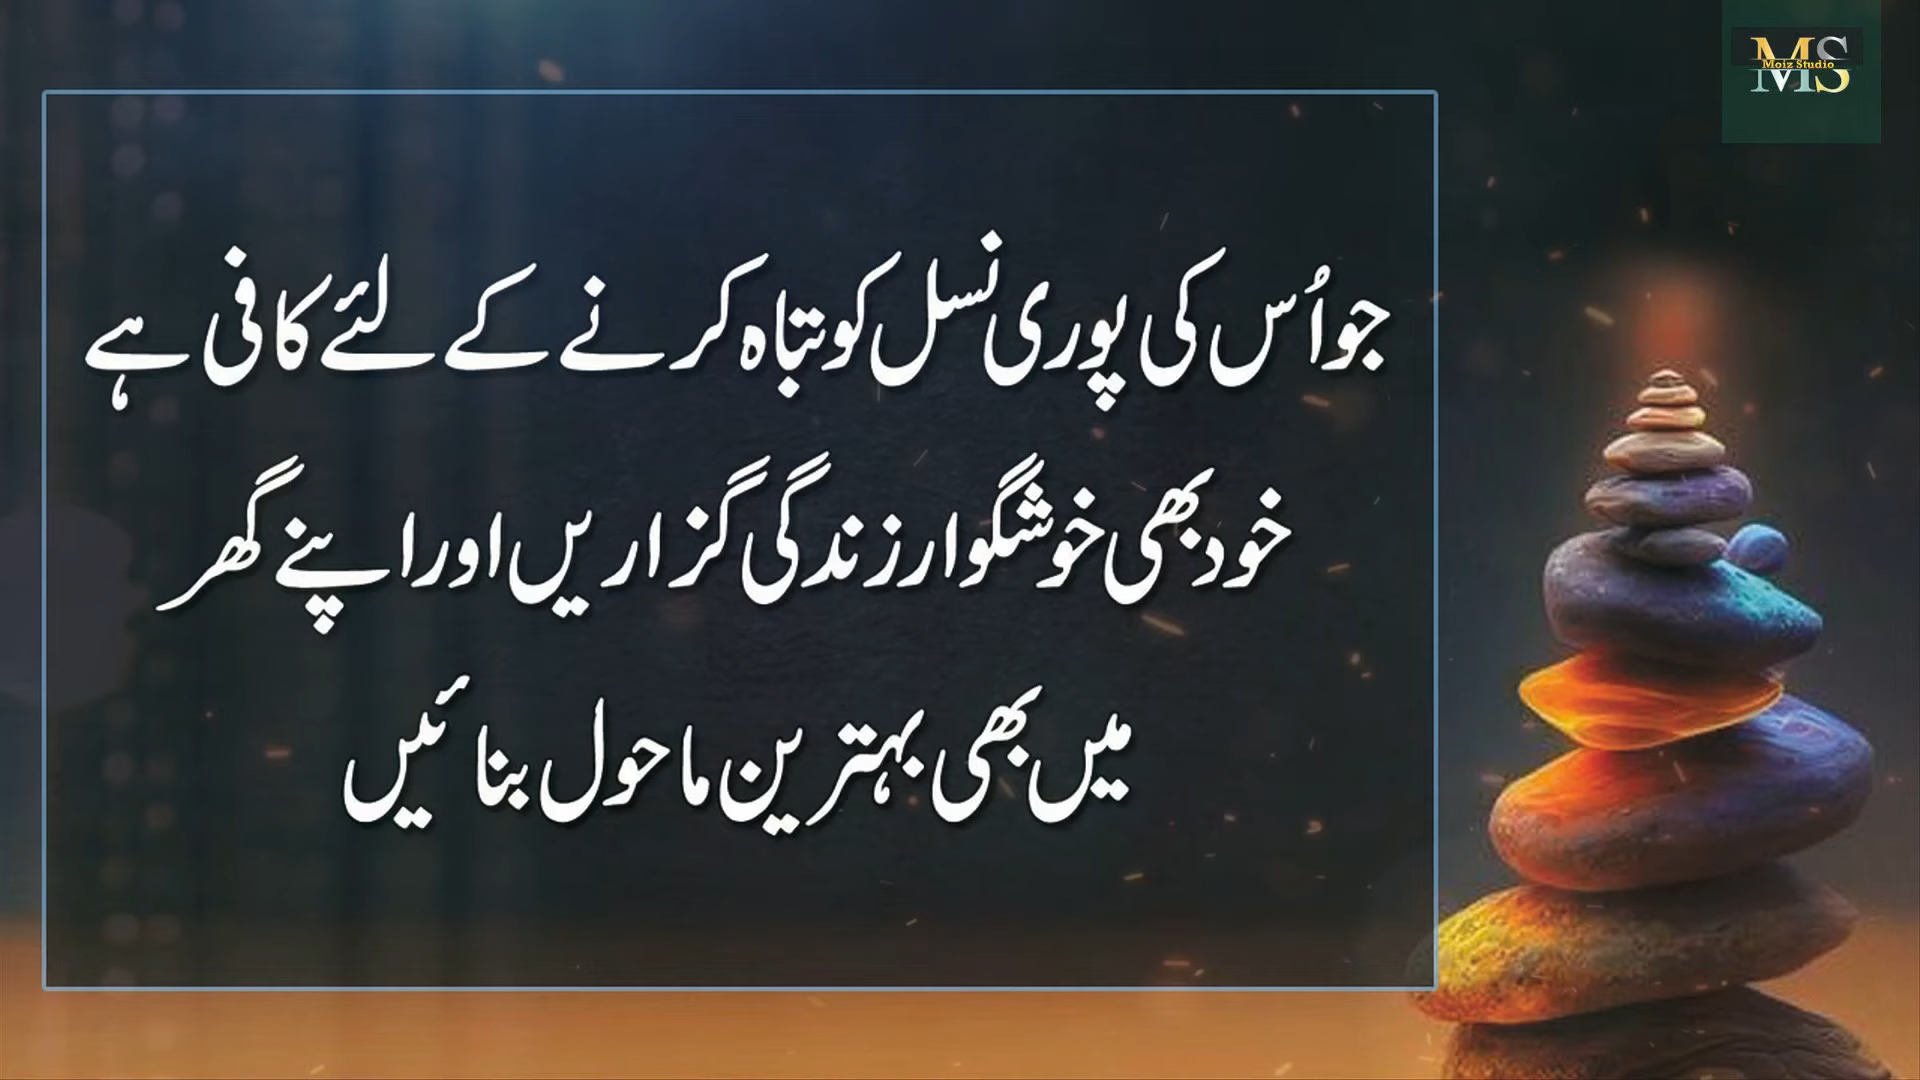 جو اُس کی پوری نسل کو تباہ کرنے کے لئے کافی ہے
خود بھی خوشگوار زندگی گزاریں اور اپنے گھر
میں بھی بہترین ماحول بنائیں
MS
Moiz Studio